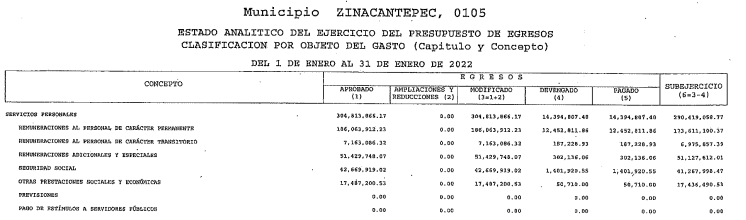 Municipio ZINACANTEPEC, 0105
ESTADO ANALITICO DEL EJERCICIO DEL PRESUPUESTO DE EGRESOS
CLASIFICACION POR OBJETO DEL GASTO (Capitulo y Concepto)
DEL 1 DE ENERO AL 31 DE ENERO DE 2022
EGRESOS
CONCEPTO APROBADO (1) AMPLIACIONES Y REDUCCIONES (2) MODIFICADO (3=1+2) DEVENGADO (4) PAGADO (5) SUBEJERCICIO (6=3-4)
SERVICIOS PERSONALES 304,813,866.17 0.00 304,813,866.17 14,394,807.40 14,394,807.40 290,419,058.77
REMUNERACIONES AL PERSONAL DE CARÁCTER PERMANENTE 186,063,912.23 0.00 186,063,912.23 12,452,811.86 12,452,811.86 173,611,100.37
REMUNERACIONES AL PERSONAL DE CARÁCTER TRANSITORIO 7,163,086.32 0.00 7,163,086.32 187,228.93 187,228.93 6,975,857.39
REMUNERACIONES ADICIONALES Y ESPECIALES 51,429,748.07 0.00 51,429,748.07 302,136.06 302,136.06 51,127,612.01
SEGURIDAD SOCIAL 42,669,919.02 0.00 42,669,919.02 1,401,920.55 1,401,920.55 41,267,998.47
OTRAS PRESTACIONES SOCIALES Y ECONÓMICAS 17,487,200.53 0.00 17,487,200.53 50,710.00 50,710.00 17,436,490.53
PREVISIONES 0.00 0.00 0.00 0.00 0.00 0.00
PAGO DE ESTÍMULOS A SERVIDORES PÚBLICOS 0.00 0.00 0.00 0.00 0.00 0.00